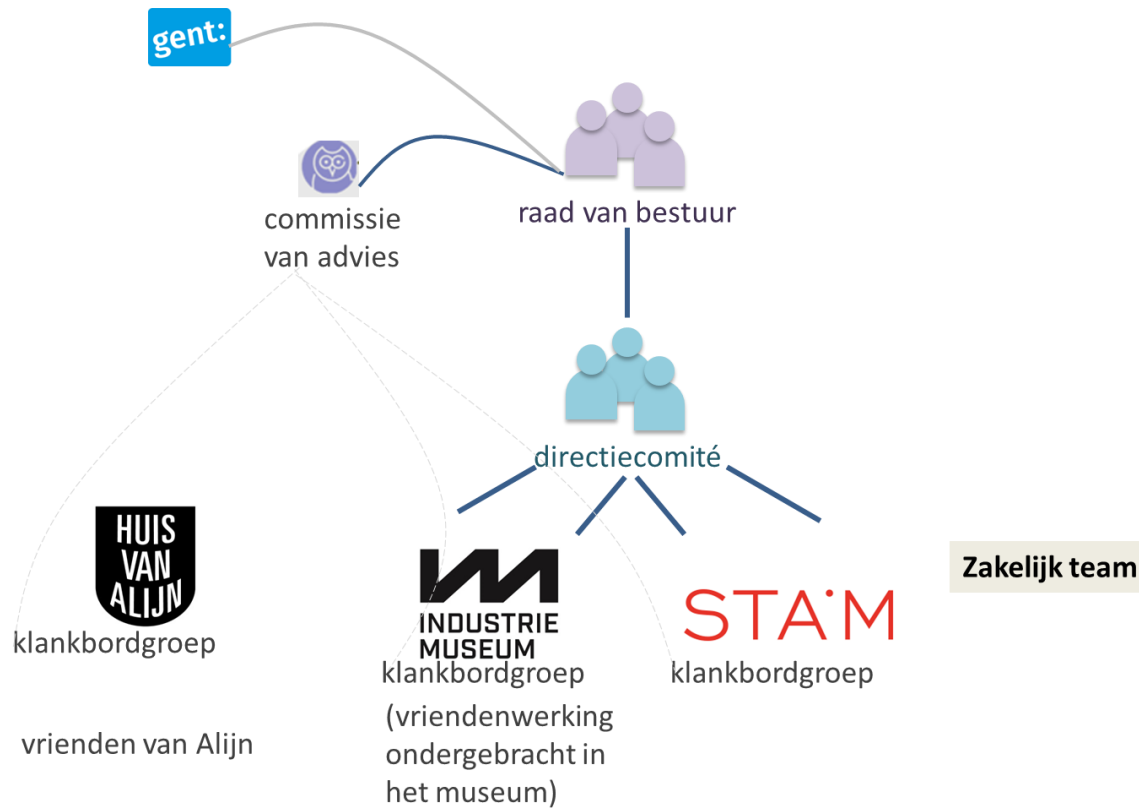 gent:
raad van bestuur
commissie
van advies
directiecomité
HUIS
VAN
ALIJN
klankbordgroep
vrienden van Alijn
INDUSTRIE
MUSEUM
klankbordgroep
(vriendenwerking
ondergebracht in
het museum)
STAM
klankbordgroep
Zakelijk team